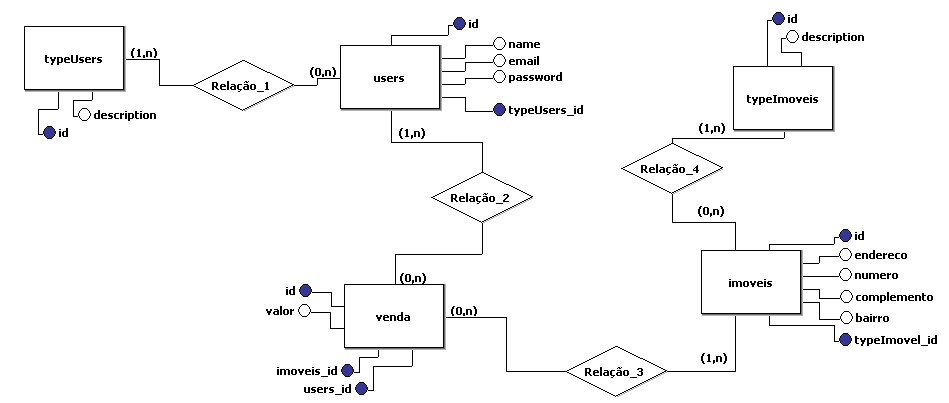 typeUsers
(1,n)
id
description
Relação_1
(0,n)
users
id
name
email
password
typeUsers_id
(1,n)
Relação_2
(0,n)
venda
id
valor
imoveis_id
users_id
(0,n)
Relação_3
(1,n)
imoveis
id
endereco
numero
complemento
bairro
typeImovel_id
(0,n)
Relação_4
(1,n)
typeImoveis
id
description